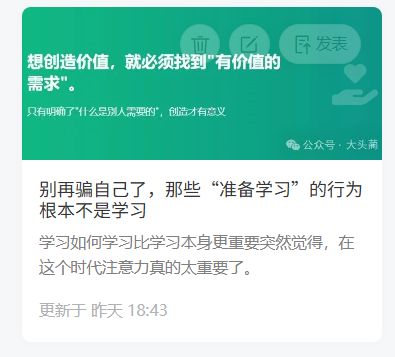 发表
想创造价值，就必须找到"有价值的
需求"。
只有明确了"什么是别人需要的"，创造才有意义
公众号 · 大头蔺
别再骗自己了，那些“准备学习”的行为
根本不是学习
学习如何学习比学习本身更重要突然觉得，在
这个时代注意力真的太重要了。
更新于 昨天 18:43